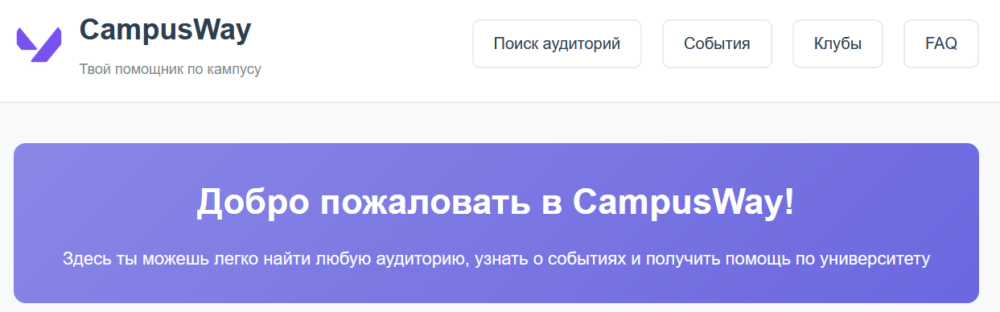 CampusWay
Твой помощник по кампусу
Поиск аудиторий
События
Клубы
FAQ
Добро пожаловать в CampusWay!
Здесь ты можешь легко найти любую аудиторию, узнать о событиях и получить помощь по университету